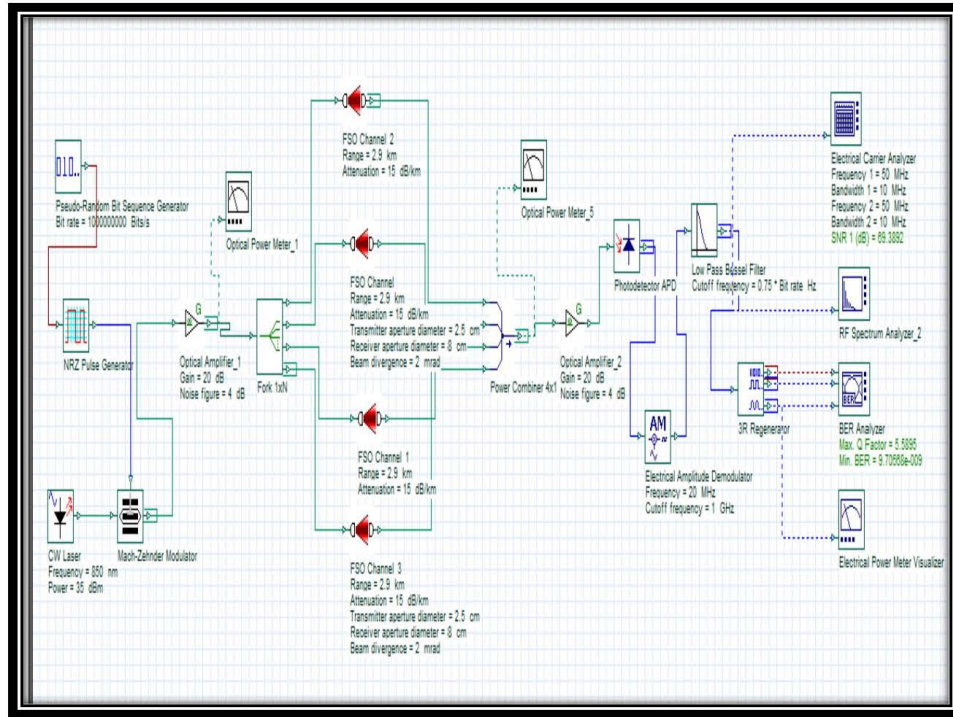 FSO Channel 2
Range = 2.9 km
Attenuation = 15 dB/km
010..
Pseudo-Random Bit Sequence Generator
Bit rate = 1000000000 Bits/s
Optical Power Meter_1
Optical Power Meter_5
Electrical Carrier Analyzer
Frequency 1 = 50 MHz
Bandwidth 1 = 10 MHz
Frequency 2 = 50 MHz
Bandwidth 2 = 10 MHz
SNR 1 (dB) = 69.3892
FSO Channel
Range = 2.9 km
Attenuation = 15 dB/km
Transmitter aperture diameter = 2.5 cm
Receiver aperture diameter = 8 cm
Beam divergence = 2 mrad
Photodetector APD
Low Pass Bessel Filter
Cutoff frequency = 0.75 * Bit rate Hz
RF Spectrum Analyzer_2
NRZ Pulse Generator
G
Optical Amplifier_1
Gain = 20 dB
Noise figure = 4 dB
Fork 1xN
Power Combiner 4x1
G
Optical Amplifier_2
Gain = 20 dB
Noise figure = 4 dB
3R Regenerator
BER
BER Analyzer
Max. Q Factor = 5.5895
Min. BER = 9.70568e-009
FSO Channel 1
Range = 2.9 km
Attenuation = 15 dB/km
AM
Electrical Amplitude Demodulator
Frequency = 20 MHz
Cutoff frequency = 1 GHz
CW Laser
Frequency = 850 nm
Power = 35 dBm
Mach-Zehnder Modulator
FSO Channel 3
Range = 2.9 km
Attenuation = 15 dB/km
Transmitter aperture diameter = 2.5 cm
Receiver aperture diameter = 8 cm
Beam divergence = 2 mrad
Electrical Power Meter Visualizer